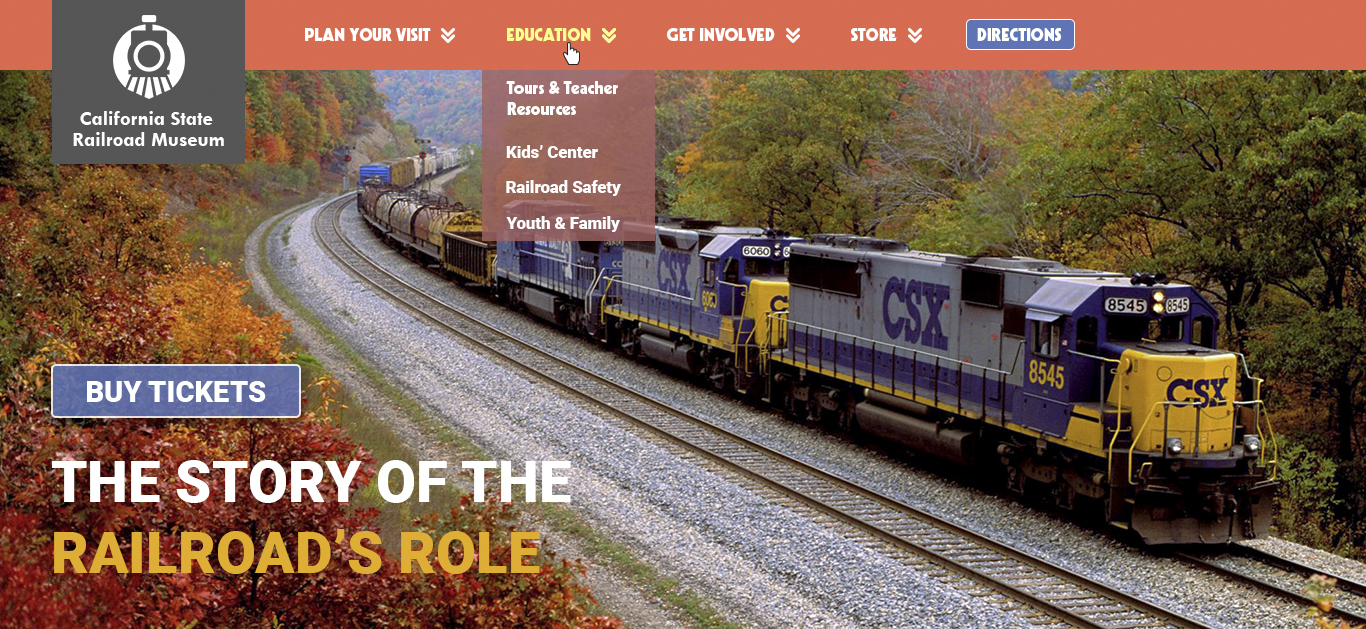 California State
Railroad Museum
PLAN YOUR VISIT
EDUCATION
GET INVOLVED
STORE
DIRECTIONS
Tours & Teacher
Resources
Kids’ Center
Railroad Safety
Youth & Family
6060
CSX
CSX
8545
8545
8545
CSX
BUY TICKETS
THE STORY OF THE
RAILROAD’S ROLE